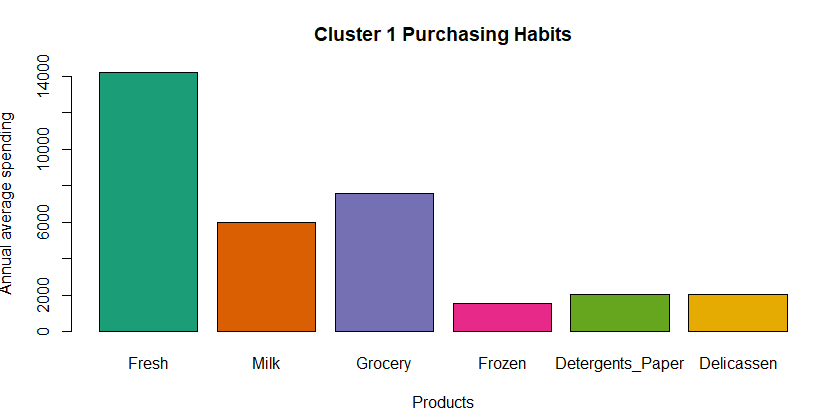 Cluster 1 Purchasing Habits
Annual average spending
14000
10000
6000
2000
0
Fresh Milk Grocery Frozen Detergents_Paper Delicassen
Products